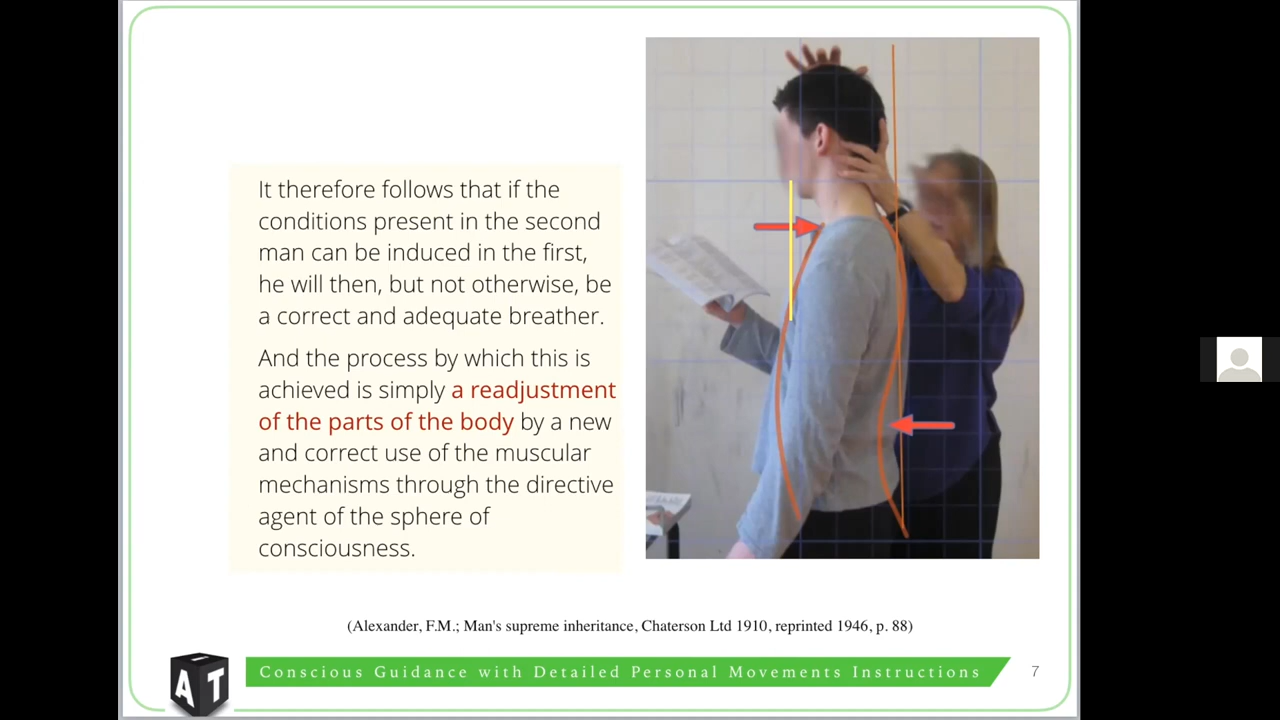 It therefore follows that if the
conditions present in the second
man can be induced in the first,
he will then, but not otherwise, be
a correct and adequate breather.
And the process by which this is
achieved is simply a readjustment
of the parts of the body by a new
and correct use of the muscular
mechanisms through the directive
agent of the sphere of
consciousness.
(Alexander, F.M.; Man's supreme inheritance, Chaterson Ltd 1910, reprinted 1946, p. 88)
A T
Conscious Guidance with Detailed Personal Movements Instructions
7